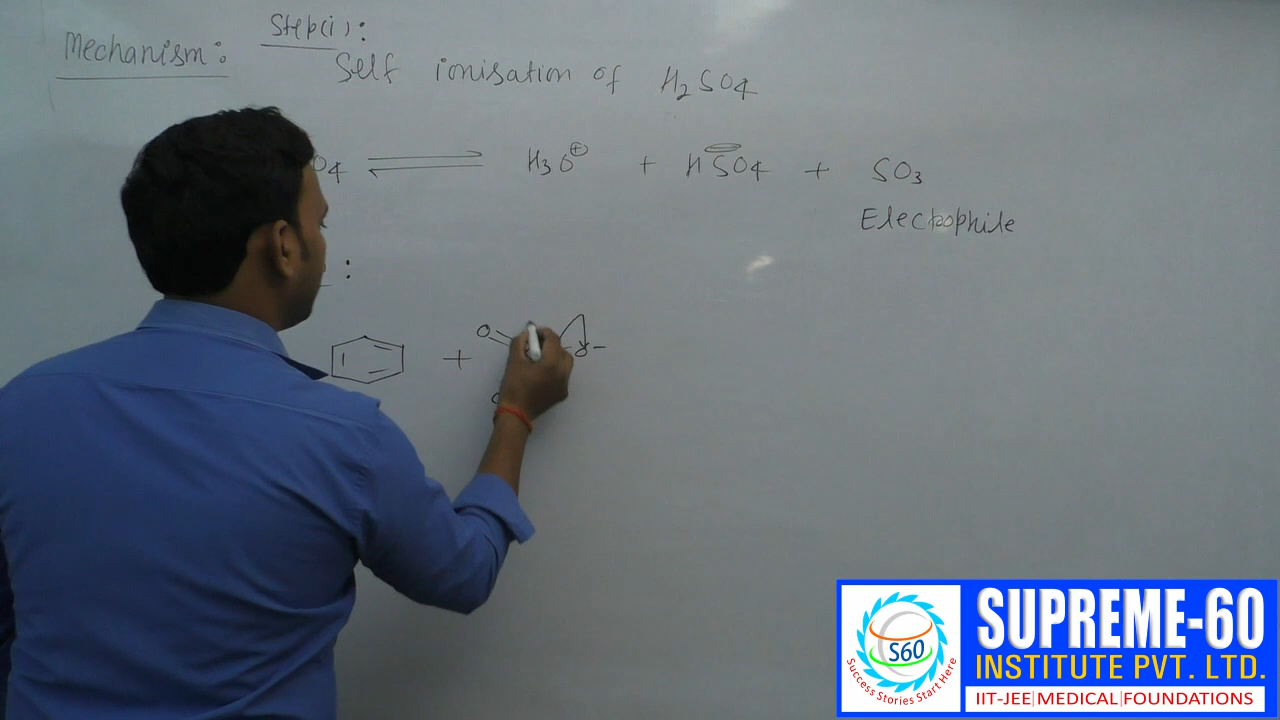 Step(i):
Mechanism:
Self ionisation of H2SO4
O4 ⇌ H3O⊕ + HSO4 + SO3
Electrophile
:
+ O
S60
Success Stories Start Here
SUPREME-60
INSTITUTE PVT. LTD.
IIT-JEE|MEDICAL|FOUNDATIONS